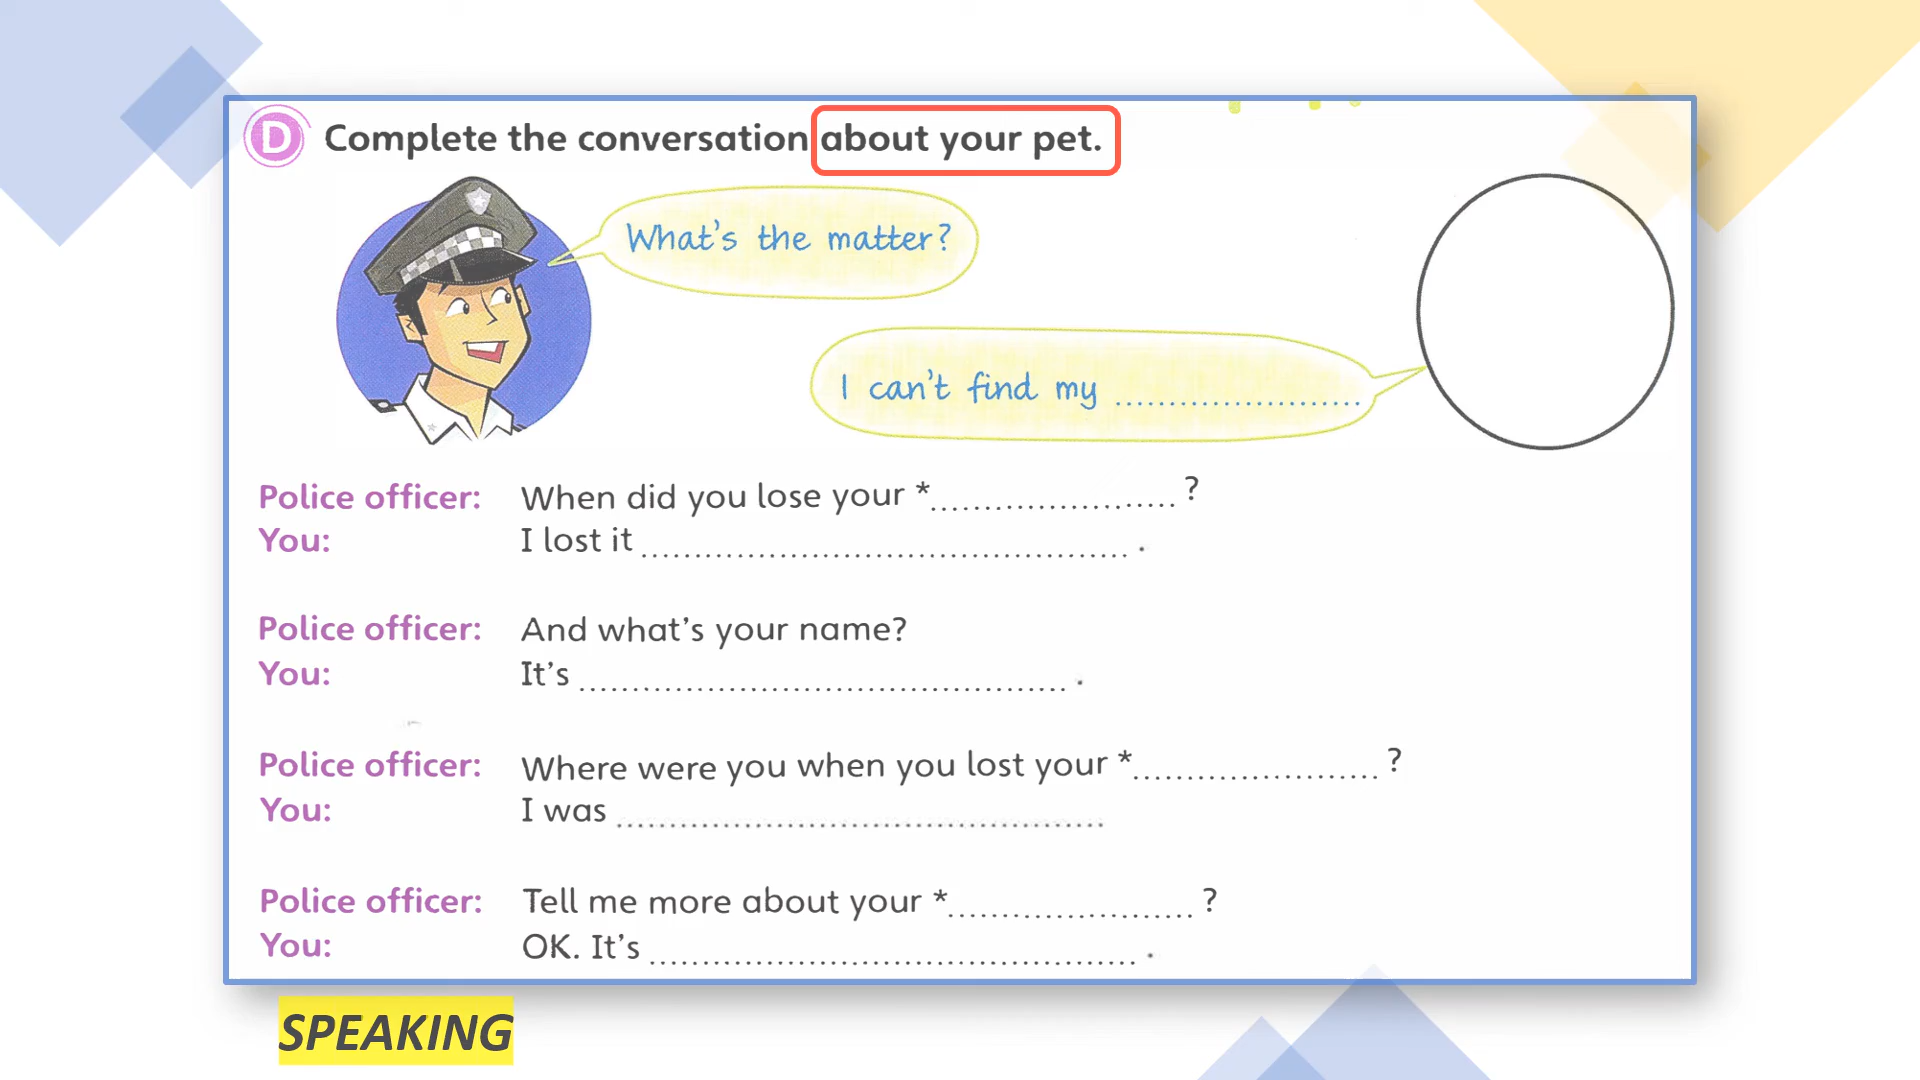 D Complete the conversation about your pet.
What's the matter?
I can't find my ........................
Police officer: When did you lose your *........................ ?
You: I lost it ................................................ .
Police officer: And what's your name?
You: It's ................................................ .
Police officer: Where were you when you lost your *........................ ?
You: I was ................................................
Police officer: Tell me more about your *........................ ?
You: OK. It's ................................................ .
SPEAKING